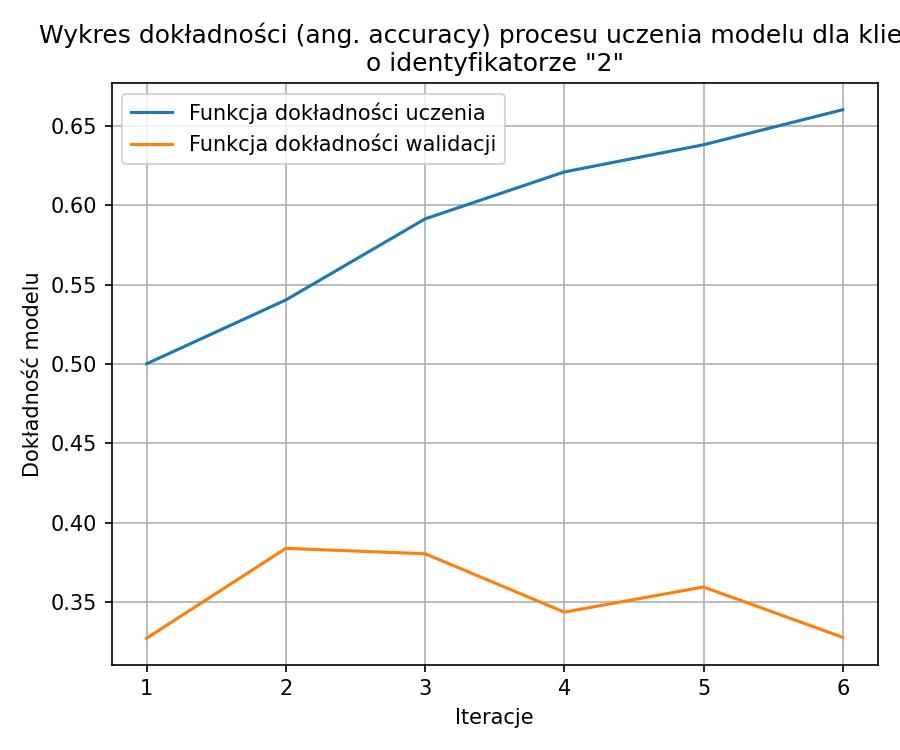 Wykres dokładności (ang. accuracy) procesu uczenia modelu dla klie
o identyfikatorze "2"
Funkcja dokładności uczenia
Funkcja dokładności walidacji
0.65
0.60
0.55
0.50
0.45
0.40
0.35
Dokładność modelu
1 2 3 4 5 6
Iteracje